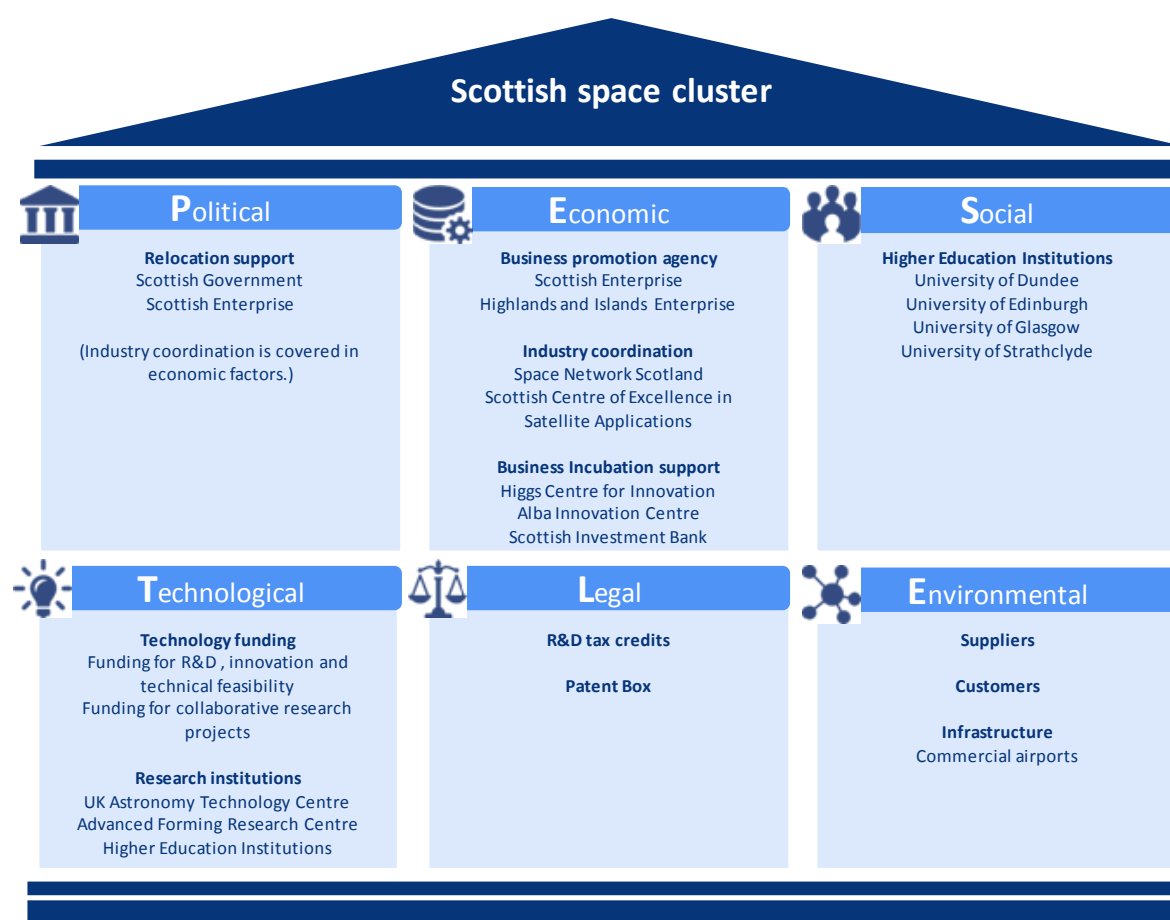 Scottish space cluster
Political
Relocation support
Scottish Government
Scottish Enterprise
(Industry coordination is covered in
economic factors.)
Economic
Business promotion agency
Scottish Enterprise
Highlands and Islands Enterprise
Industry coordination
Space Network Scotland
Scottish Centre of Excellence in
Satellite Applications
Business Incubation support
Higgs Centre for Innovation
Alba Innovation Centre
Scottish Investment Bank
Social
Higher Education Institutions
University of Dundee
University of Edinburgh
University of Glasgow
University of Strathclyde
Technological
Technology funding
Funding for R&D , innovation and
technical feasibility
Funding for collaborative research
projects
Research institutions
UK Astronomy Technology Centre
Advanced Forming Research Centre
Higher Education Institutions
Legal
R&D tax credits
Patent Box
Environmental
Suppliers
Customers
Infrastructure
Commercial airports